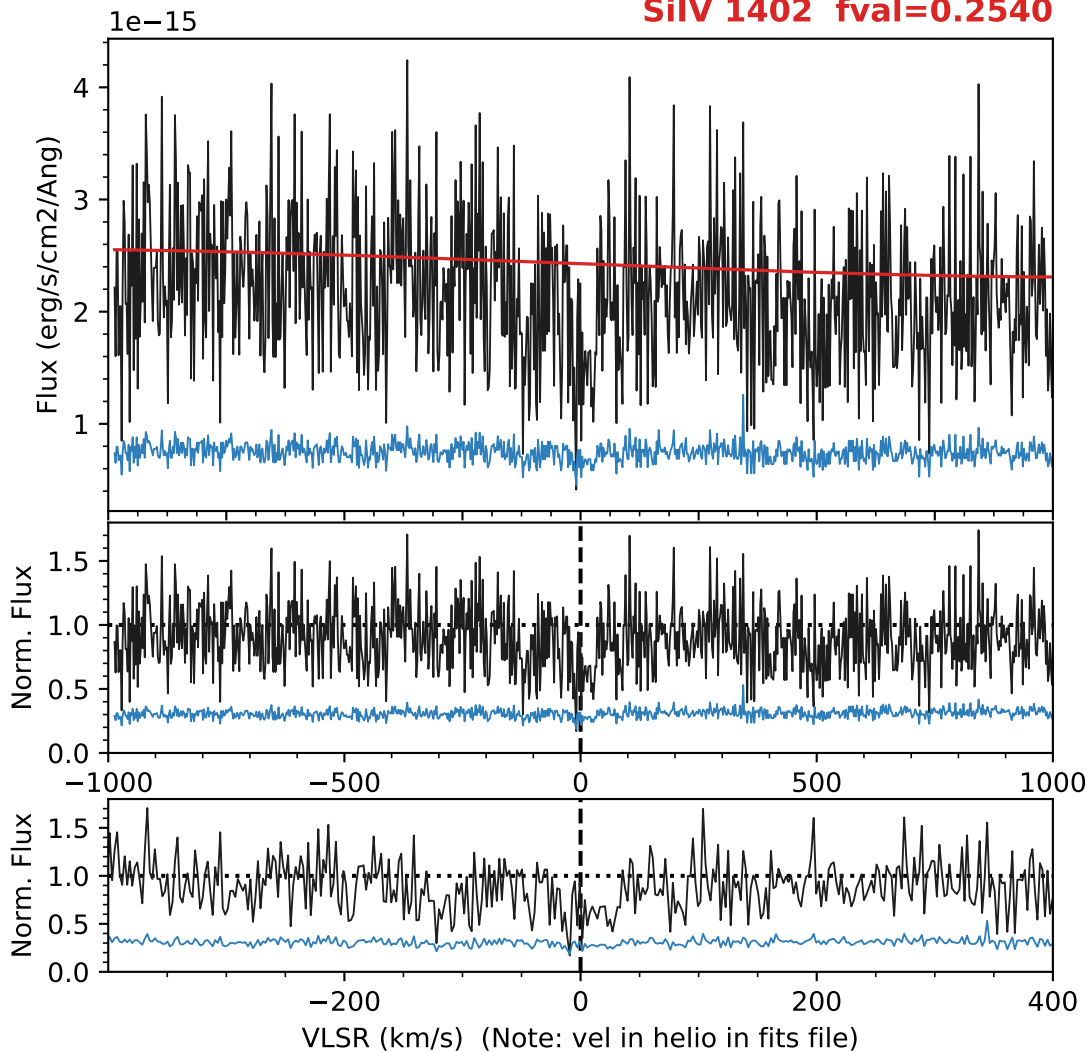 1e−15
SiIV 1402 fval=0.2540
4
3
2
1
Flux (erg/s/cm2/Ang)
1.5
1.0
0.5
0.0
Norm. Flux
−1000 −500 0 500 1000
1.5
1.0
0.5
0.0
Norm. Flux
−200 0 200 400
VLSR (km/s) (Note: vel in helio in fits file)